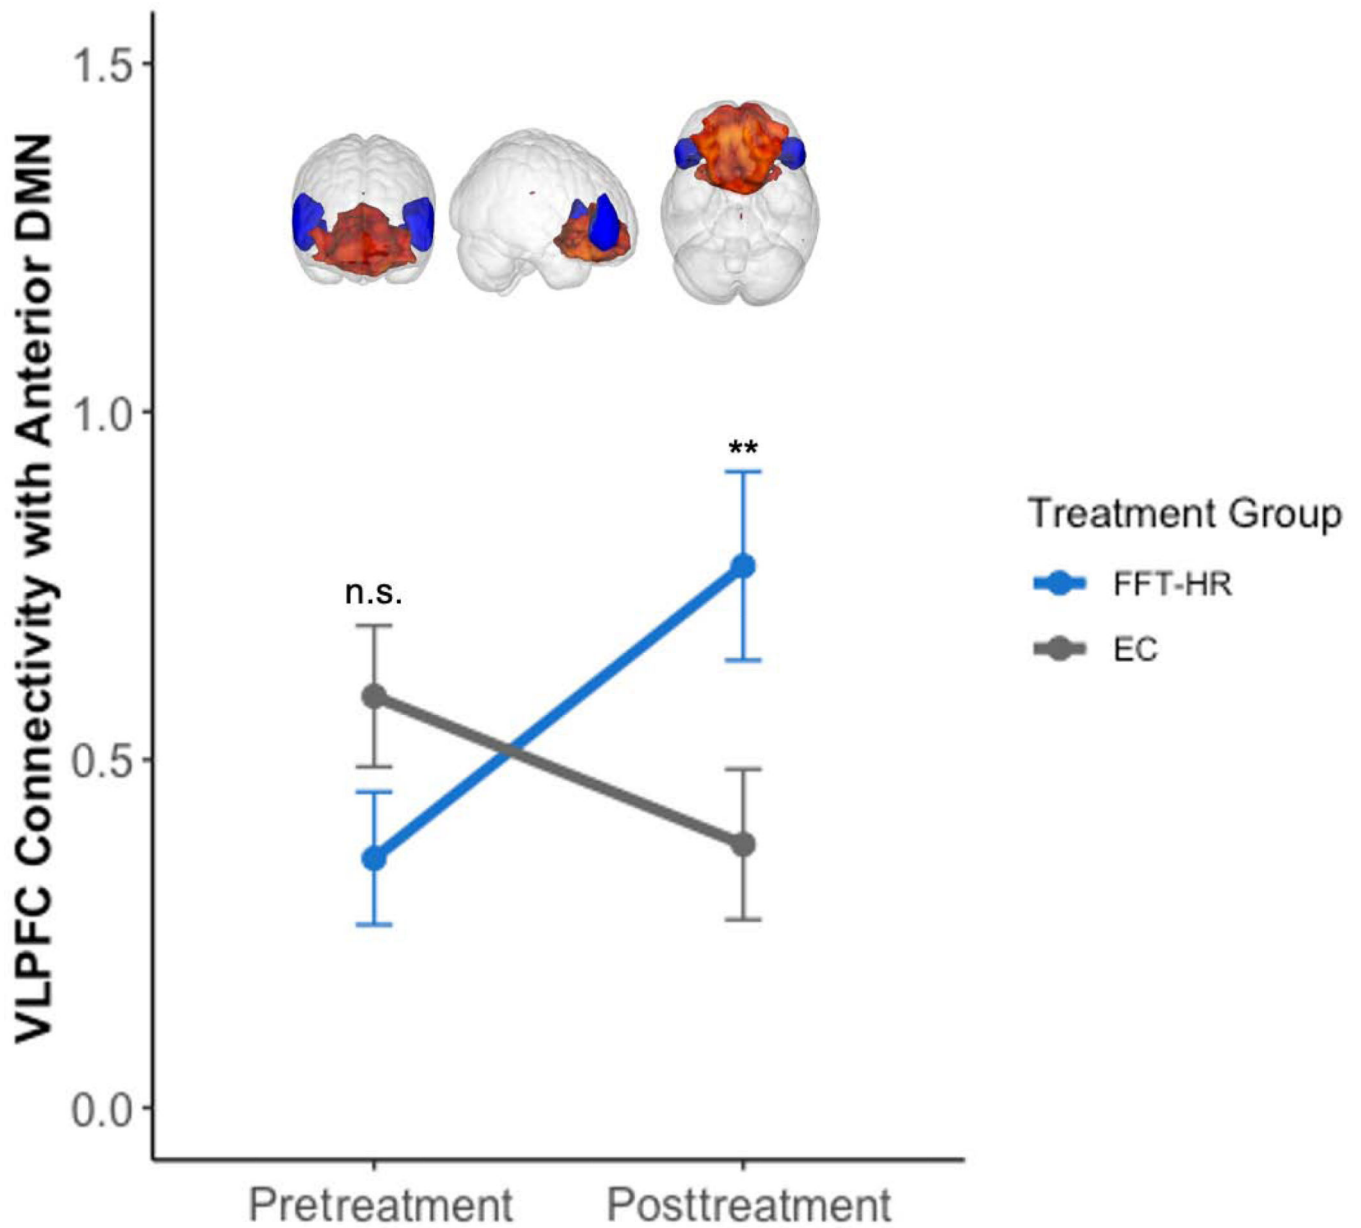 VLPFC Connectivity with Anterior DMN
1.5
1.0
0.5
0.0
n.s.
**
Pretreatment
Posttreatment
Treatment Group
FFT-HR
EC